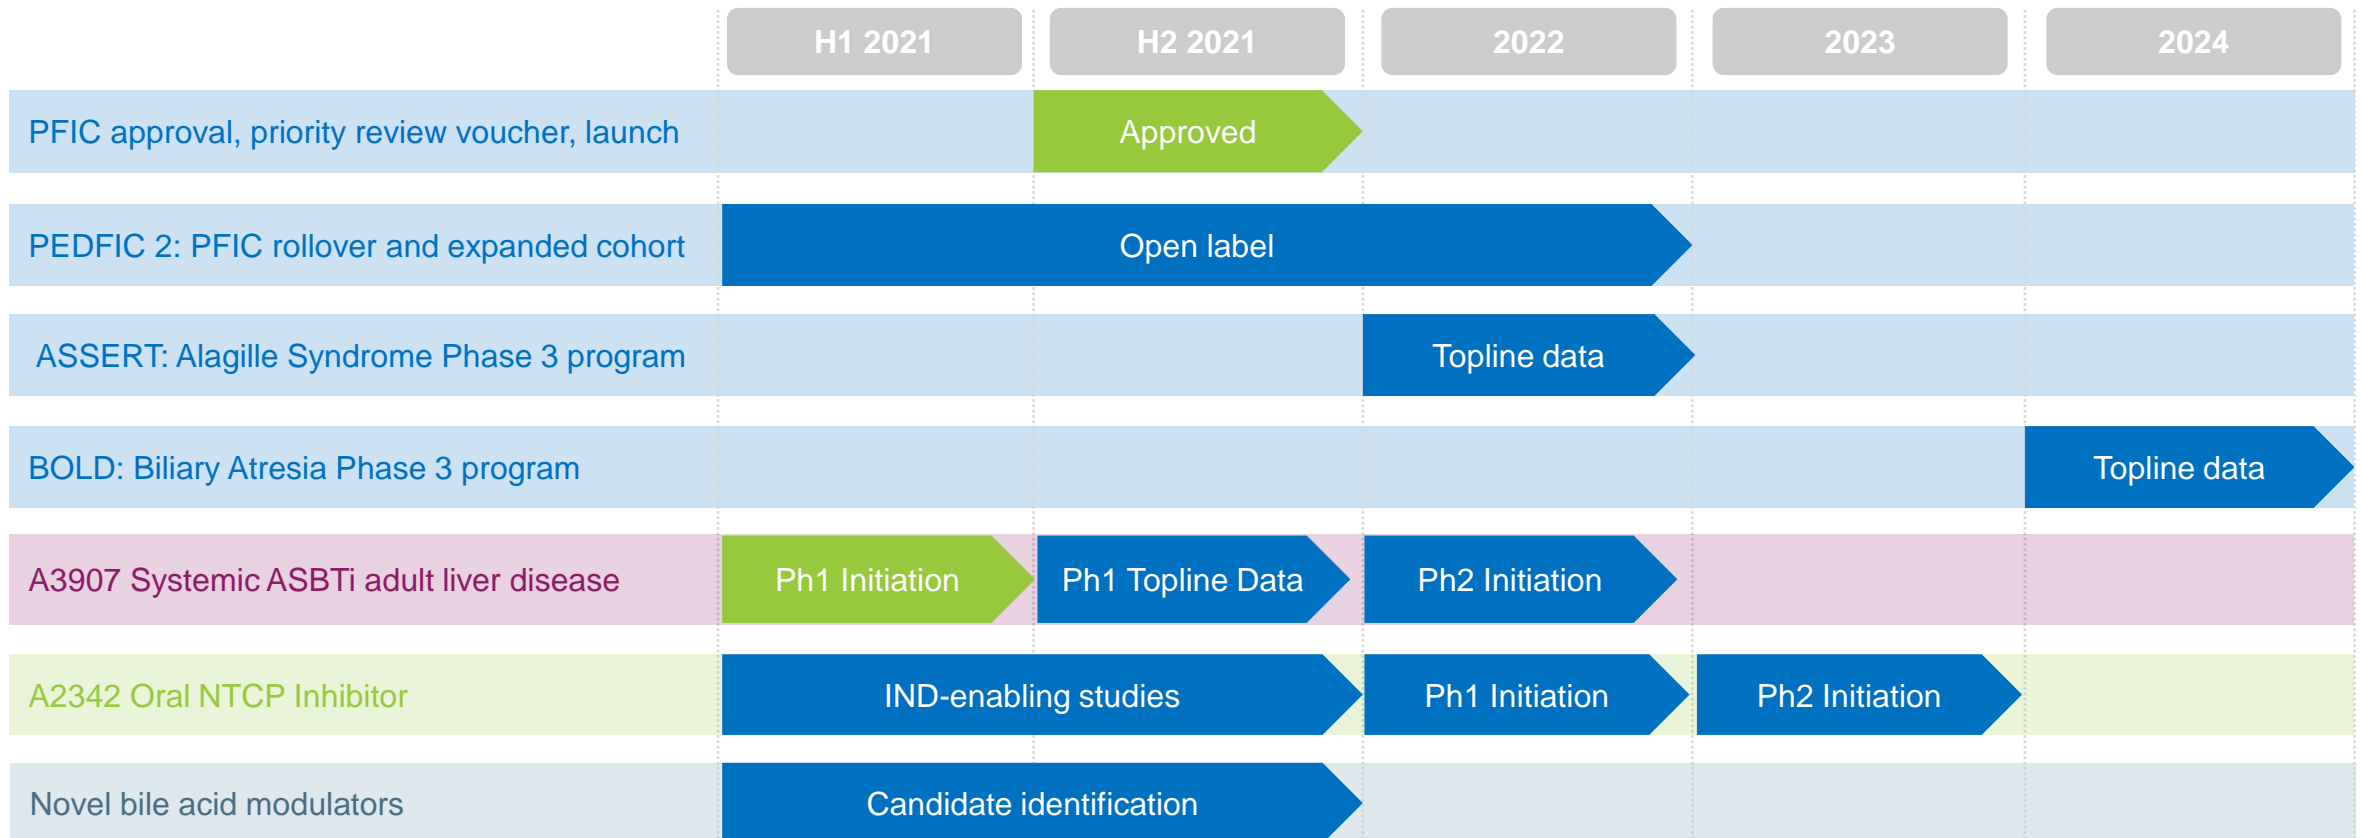 H1 2021
H2 2021
2022
2023
2024
PFIC approval, priority review voucher, launch
Approved
PEDFIC 2: PFIC rollover and expanded cohort
Open label
ASSERT: Alagille Syndrome Phase 3 program
Topline data
BOLD: Biliary Atresia Phase 3 program
Topline data
A3907 Systemic ASBTi adult liver disease
Ph1 Initiation
Ph1 Topline Data
Ph2 Initiation
A2342 Oral NTCP Inhibitor
IND-enabling studies
Ph1 Initiation
Ph2 Initiation
Novel bile acid modulators
Candidate identification